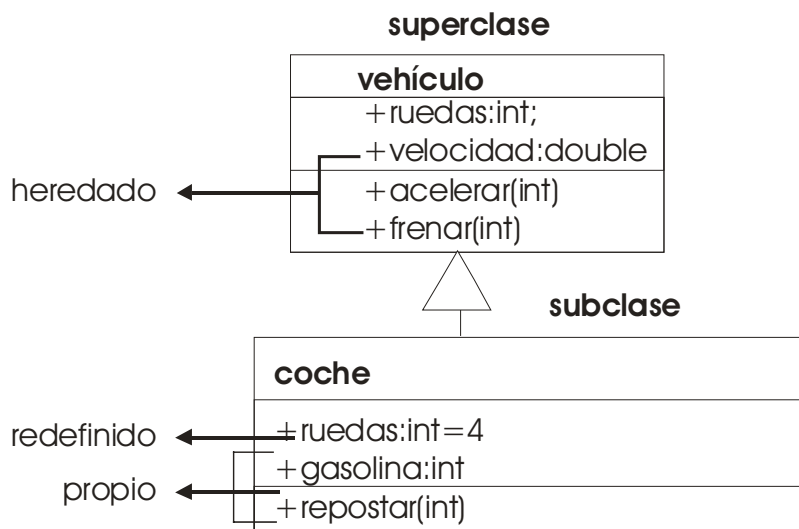 superclase
vehículo
+ruedas:int;
+velocidad:double
heredado
+acelerar(int)
+frenar(int)
subclase
coche
redefinido
+ruedas:int=4
+gasolina:int
propio
+repostar(int)